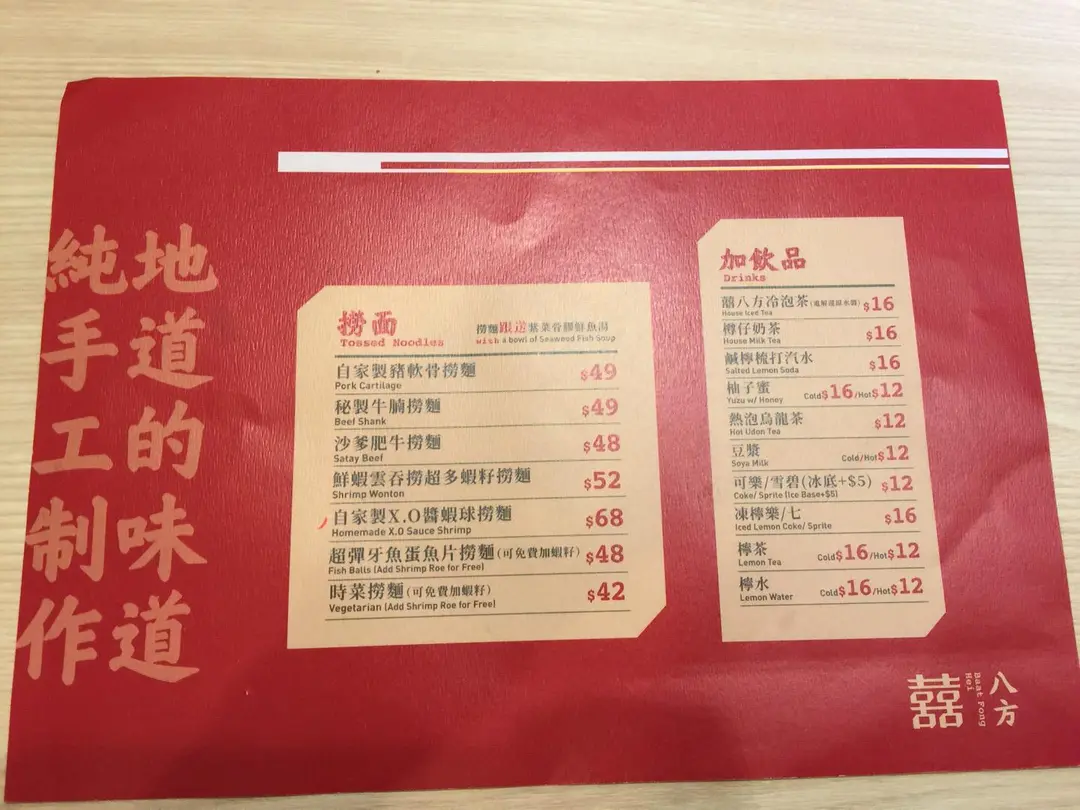 地道的味道
純手工制作
撈面
Tossed Noodles
撈麵跟送紫菜骨膠鮮魚湯
with a bowl of Seaweed Fish Soup
自家製豬軟骨撈麵 $49
Pork Cartilage
秘製牛腩撈麵 $49
Beef Shank
沙爹肥牛撈麵 $48
Satay Beef
鮮蝦雲吞撈超多蝦籽撈麵 $52
Shrimp Wonton
自家製X.O醬蝦球撈麵 $68
Homemade X.O Sauce Shrimp
超彈牙魚蛋魚片撈麵(可免費加蝦籽) $48
Fish Balls (Add Shrimp Roe for Free)
時菜撈麵(可免費加蝦籽) $42
Vegetarian (Add Shrimp Roe for Free)
加飲品
Drinks
囍八方冷泡茶 $16
House Iced Tea
樽仔奶茶 $16
House Milk Tea
鹹檸梳打汽水 $16
Salted Lemon Soda
柚子蜜 Cold$16/Hot$12
Yuzu w/ Honey
熱泡烏龍茶 $12
Hot Udon Tea
豆漿 Cold/Hot$12
Soya Milk
可樂/雪碧(冰底+$5) $12
Coke/ Sprite (Ice Base+$5)
凍檸樂/七 $16
Iced Lemon Coke/ Sprite
檸茶 Cold$16/Hot$12
Lemon Tea
檸水 Cold$16/Hot$12
Lemon Water
囍
八方
Baat Fong
Hei